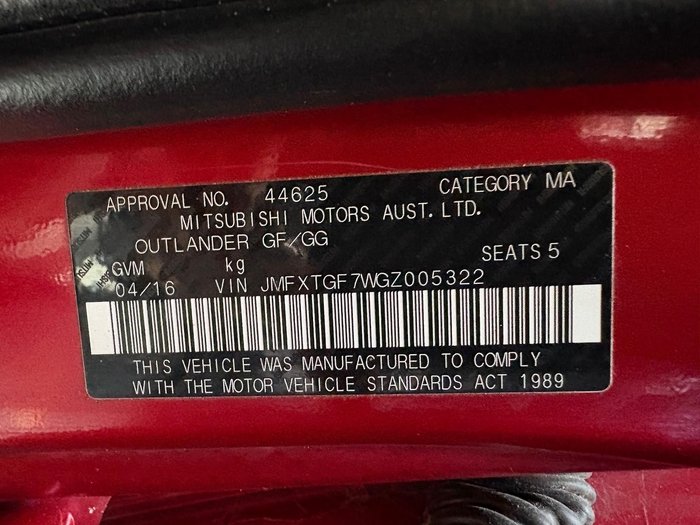 APPROVAL NO. 44625 CATEGORY MA
MITSUBISHI MOTORS AUST. LTD.
OUTLANDER GF/GG
GVM kg SEATS 5
04/16 VIN JMFXTGF7WGZ005322
THIS VEHICLE WAS MANUFACTURED TO COMPLY
WITH THE MOTOR VEHICLE STANDARDS ACT 1989